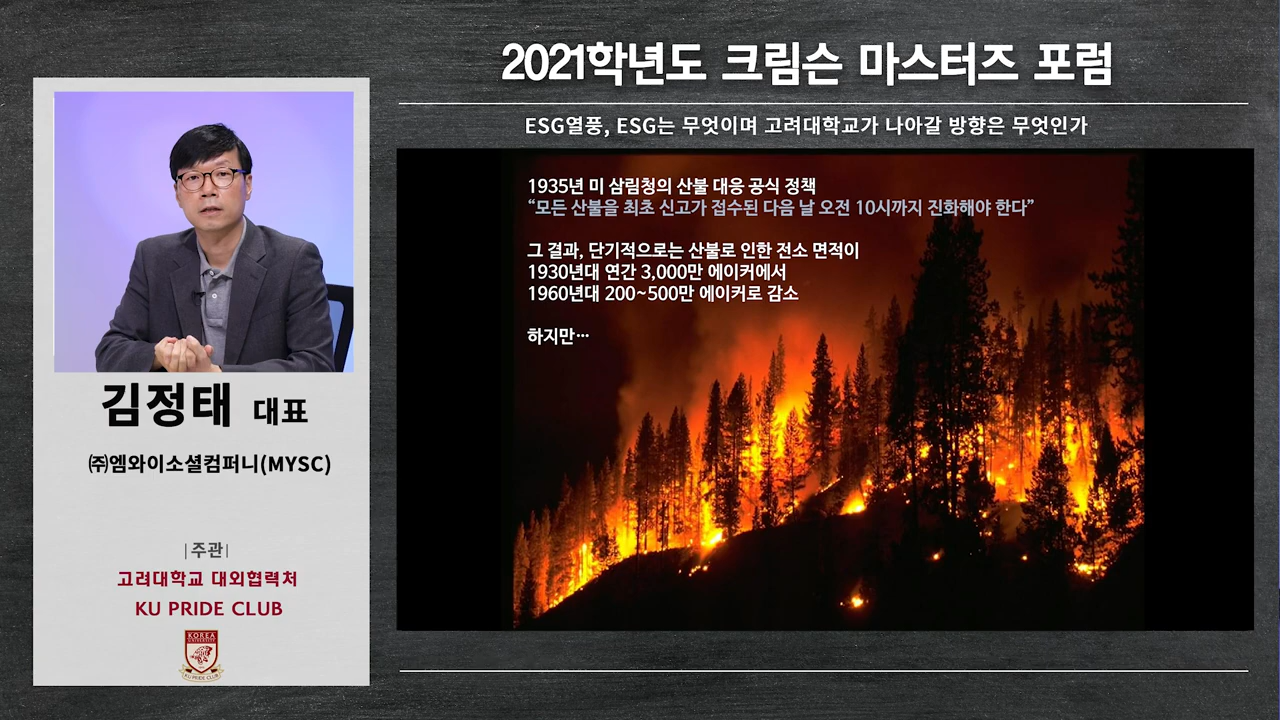 2021학년도 크림슨 마스터즈 포럼
ESG열풍, ESG는 무엇이며 고려대학교가 나아갈 방향은 무엇인가
1935년 미 삼림청의 산불 대응 공식 정책
“모든 산불을 최초 신고가 접수된 다음 날 오전 10시까지 진화해야 한다”
그 결과, 단기적으로는 산불로 인한 전소 면적이
1930년대 연간 3,000만 에이커에서
1960년대 200~500만 에이커로 감소
하지만…
김정태 대표
㈜엠와이소셜컴퍼니(MYSC)
|주관|
고려대학교 대외협력처
KU PRIDE CLUB
KOREA
UNIVERSITY
KU PRIDE CLUB